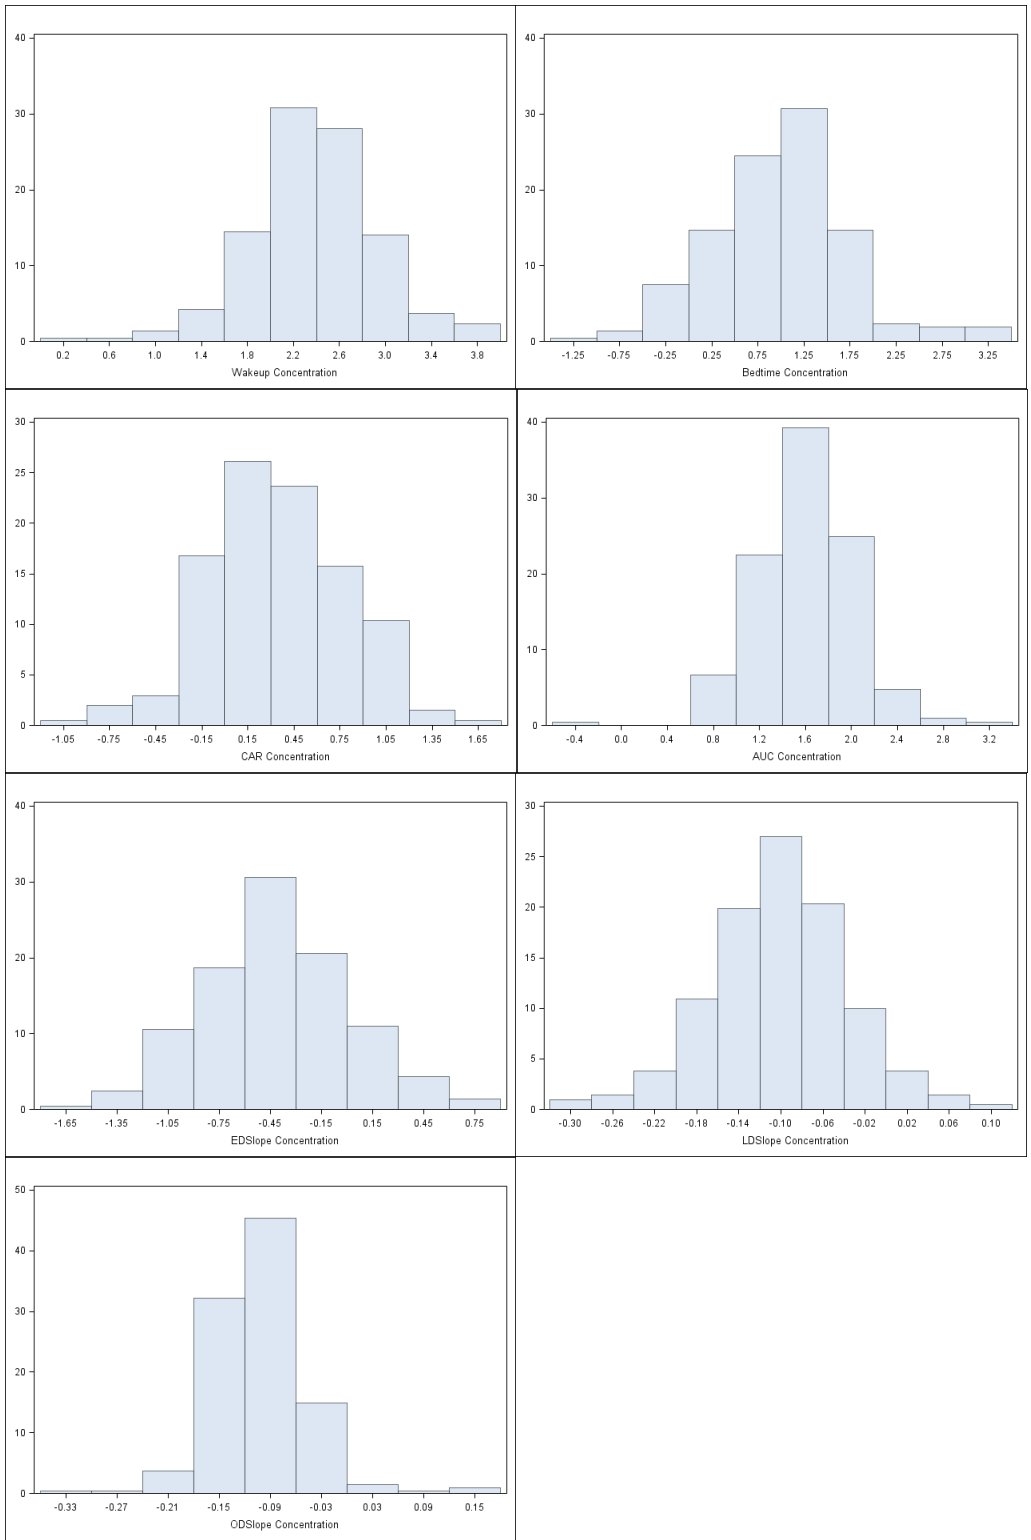 40
30
20
10
0
0.2 0.6 1.0 1.4 1.8 2.2 2.6 3.0 3.4 3.8
Wakeup Concentration
40
30
20
10
0
-1.25 -0.75 -0.25 0.25 0.75 1.25 1.75 2.25 2.75 3.25
Bedtime Concentration
30
25
20
15
10
5
0
-1.05 -0.75 -0.45 -0.15 0.15 0.45 0.75 1.05 1.35 1.65
CAR Concentration
40
30
20
10
0
-0.4 0.0 0.4 0.8 1.2 1.6 2.0 2.4 2.8 3.2
AUC Concentration
40
30
20
10
0
-1.65 -1.35 -1.05 -0.75 -0.45 -0.15 0.15 0.45 0.75
EDSlope Concentration
30
25
20
15
10
5
0
-0.30 -0.26 -0.22 -0.18 -0.14 -0.10 -0.06 -0.02 0.02 0.06 0.10
LDSlope Concentration
50
40
30
20
10
0
-0.33 -0.27 -0.21 -0.15 -0.09 -0.03 0.03 0.09 0.15
ODSlope Concentration